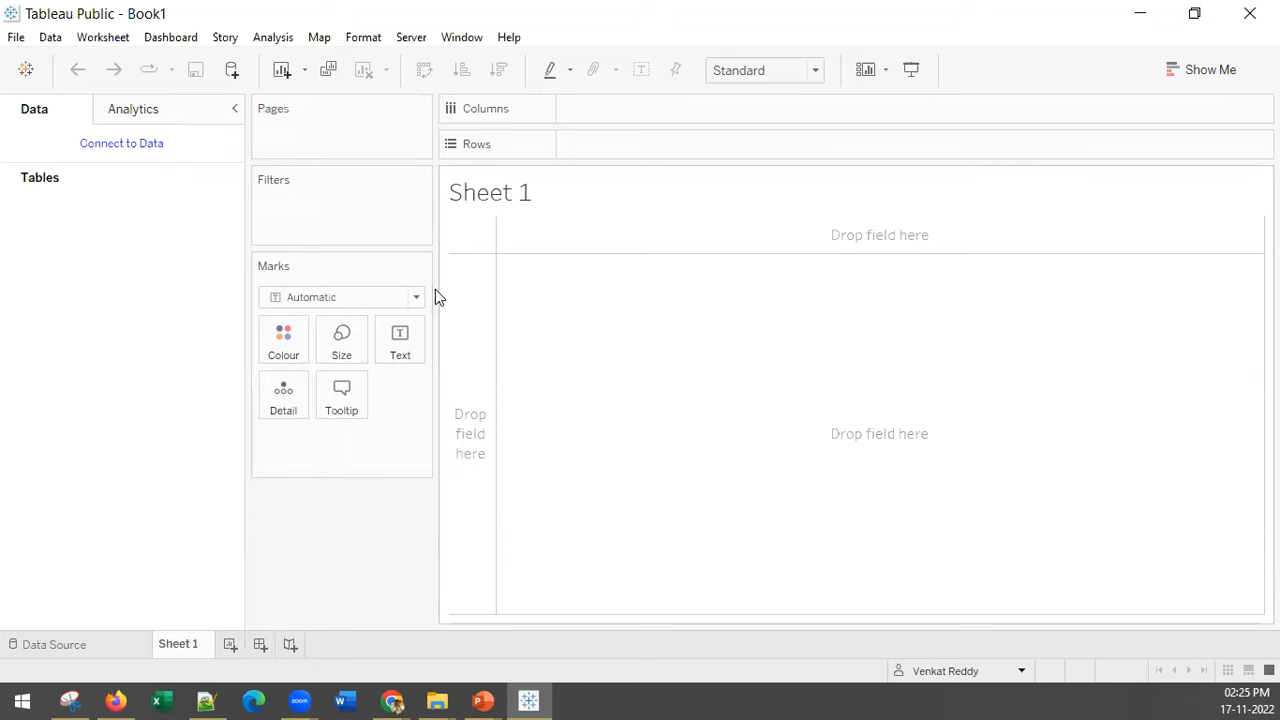 Tableau Public - Book1
File Data Worksheet Dashboard Story Analysis Map Format Server Window Help
Standard
Show Me
Data Analytics
Pages
Columns
Connect to Data
Rows
Tables
Filters
Sheet 1
Drop field here
Marks
Automatic
Colour Size Text
Detail Tooltip
Drop
field
here
Drop field here
Data Source Sheet 1
Venkat Reddy
02:25 PM
zoom
17-11-2022